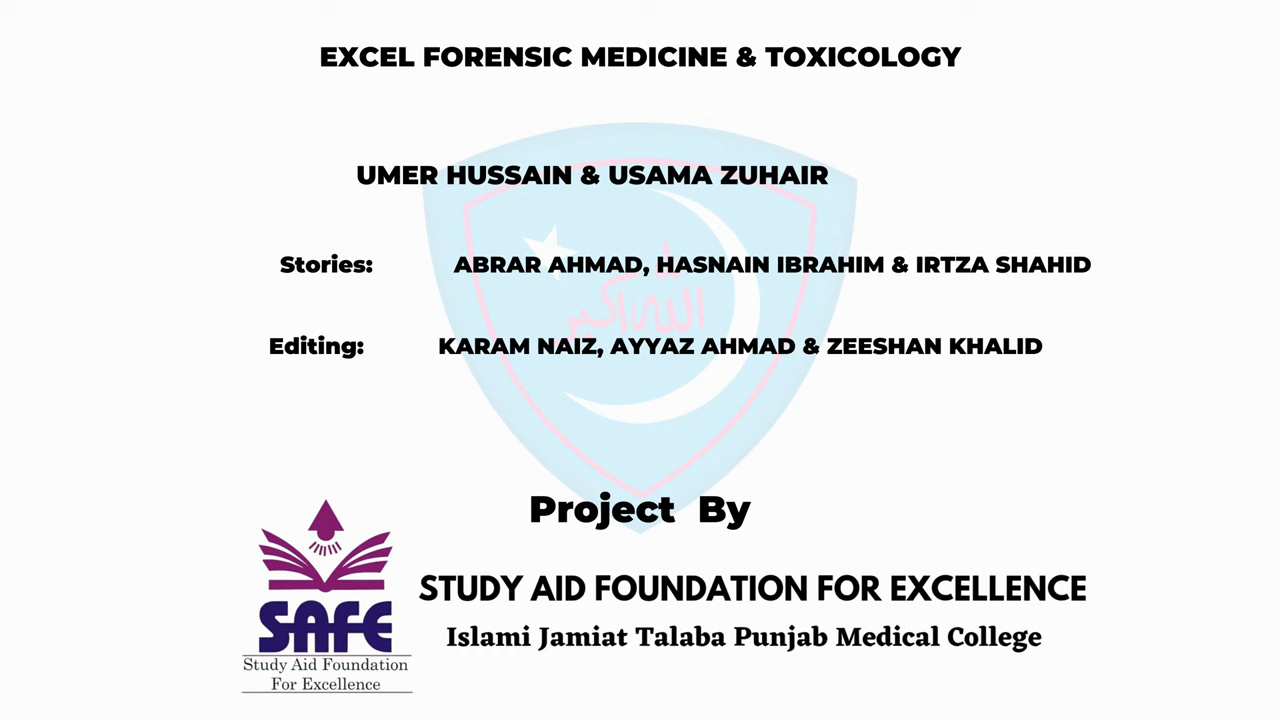 EXCEL FORENSIC MEDICINE & TOXICOLOGY
UMER HUSSAIN & USAMA ZUHAIR
Stories: ABRAR AHMAD, HASNAIN IBRAHIM & IRTZA SHAHID
الله اكبر
Editing: KARAM NAIZ, AYYAZ AHMAD & ZEESHAN KHALID
Project By
SAFE
Study Aid Foundation
For Excellence
STUDY AID FOUNDATION FOR EXCELLENCE
Islami Jamiat Talaba Punjab Medical College